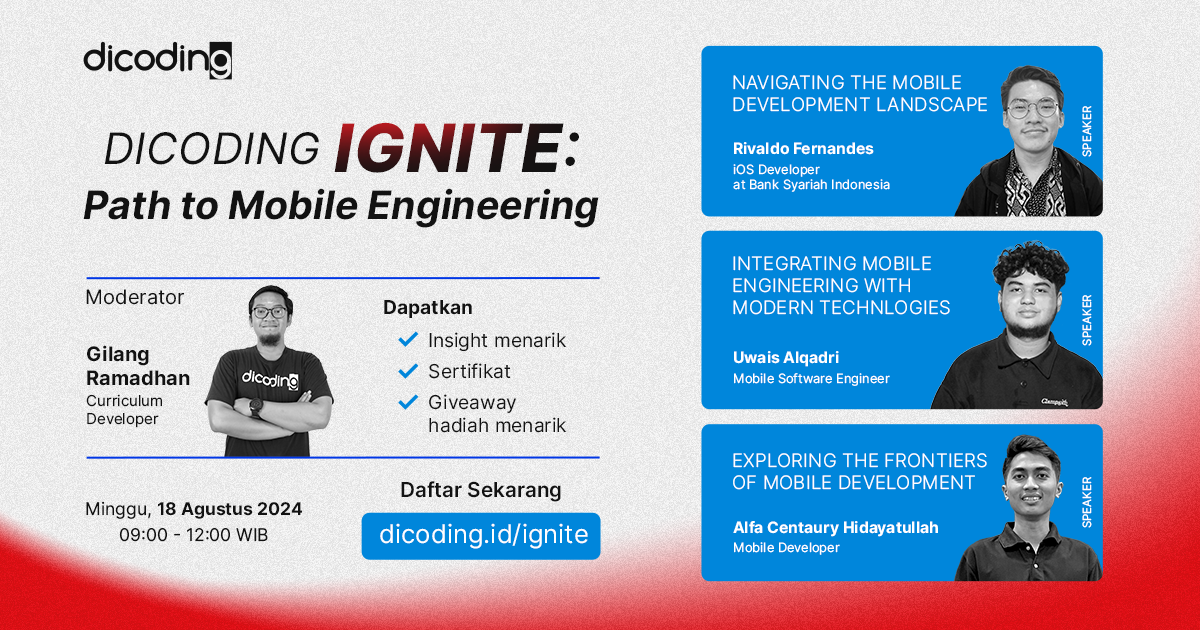 dicoding
DICODING IGNITE:
Path to Mobile Engineering
Moderator
Gilang
Ramadhan
Curriculum
Developer
dicoding
Dapatkan
Insight menarik
Sertifikat
Giveaway
hadiah menarik
Minggu, 18 Agustus 2024
09:00 - 12:00 WIB
Daftar Sekarang
dicoding.id/ignite
NAVIGATING THE MOBILE
DEVELOPMENT LANDSCAPE
Rivaldo Fernandes
iOS Developer
at Bank Syariah Indonesia
SPEAKER
INTEGRATING MOBILE
ENGINEERING WITH
MODERN TECHNLOGIES
Uwais Alqadri
Mobile Software Engineer
SPEAKER
EXPLORING THE FRONTIERS
OF MOBILE DEVELOPMENT
Alfa Centaury Hidayatullah
Mobile Developer
SPEAKER